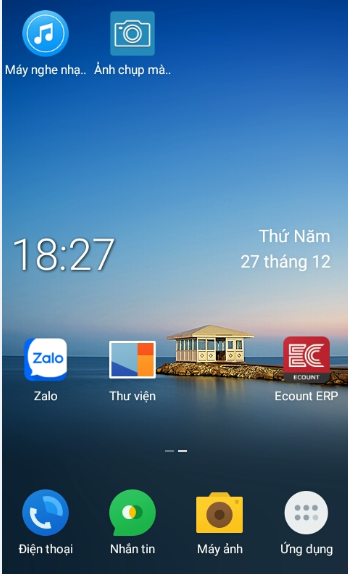 Máy nghe nhạ..
Ảnh chụp mà..
18:27
Thứ Năm
27 tháng 12
Zalo
EC
ECOUNT
Zalo
Thư viện
Ecount ERP
Điện thoại
Nhắn tin
Máy ảnh
Ứng dụng